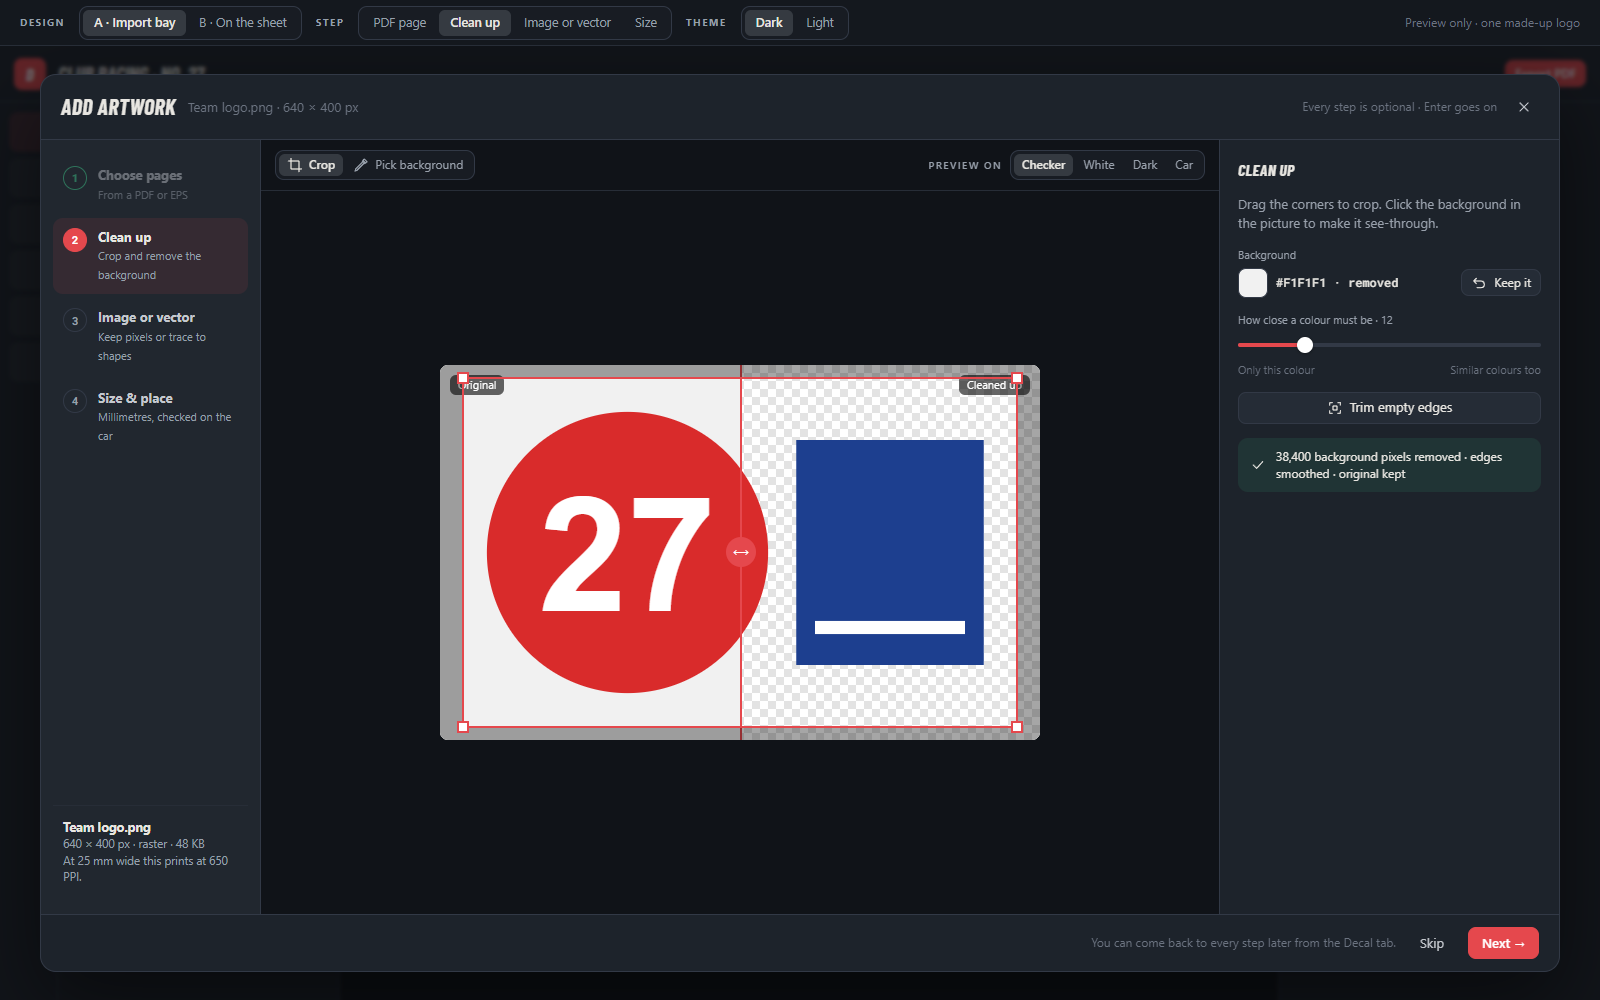 DESIGN A · Import bay B · On the sheet STEP PDF page Clean up Image or vector Size THEME Dark Light Preview only · one made-up logo
ADD ARTWORK Team logo.png · 640 × 400 px Every step is optional · Enter goes on
1 Choose pages
From a PDF or EPS
2 Clean up
Crop and remove the
background
3 Image or vector
Keep pixels or trace to
shapes
4 Size & place
Millimetres, checked on the
car
Team logo.png
640 × 400 px · raster · 48 KB
At 25 mm wide this prints at 650
PPI.
Crop Pick background PREVIEW ON Checker White Dark Car
Original Cleaned up
27
CLEAN UP
Drag the corners to crop. Click the background in
the picture to make it see-through.
Background
#F1F1F1 · removed Keep it
How close a colour must be · 12
Only this colour Similar colours too
Trim empty edges
38,400 background pixels removed · edges
smoothed · original kept
You can come back to every step later from the Decal tab. Skip Next →